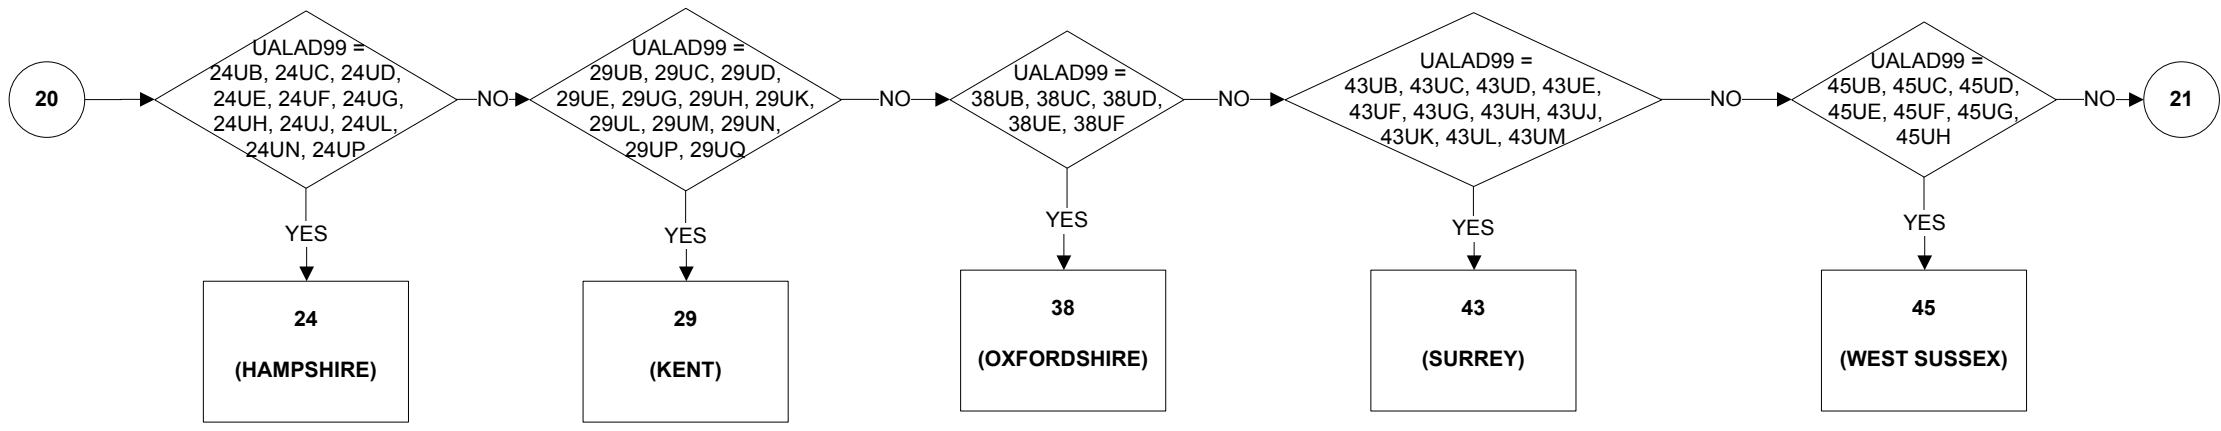 20
UALAD99 =
24UB, 24UC, 24UD,
24UE, 24UF, 24UG,
24UH, 24UJ, 24UL,
24UN, 24UP
NO
UALAD99 =
29UB, 29UC, 29UD,
29UE, 29UG, 29UH, 29UK,
29UL, 29UM, 29UN,
29UP, 29UQ
NO
UALAD99 =
38UB, 38UC, 38UD,
38UE, 38UF
NO
UALAD99 =
43UB, 43UC, 43UD, 43UE,
43UF, 43UG, 43UH, 43UJ,
43UK, 43UL, 43UM
NO
UALAD99 =
45UB, 45UC, 45UD,
45UE, 45UF, 45UG,
45UH
NO
21
YES
YES
YES
YES
YES
24
(HAMPSHIRE)
29
(KENT)
38
(OXFORDSHIRE)
43
(SURREY)
45
(WEST SUSSEX)